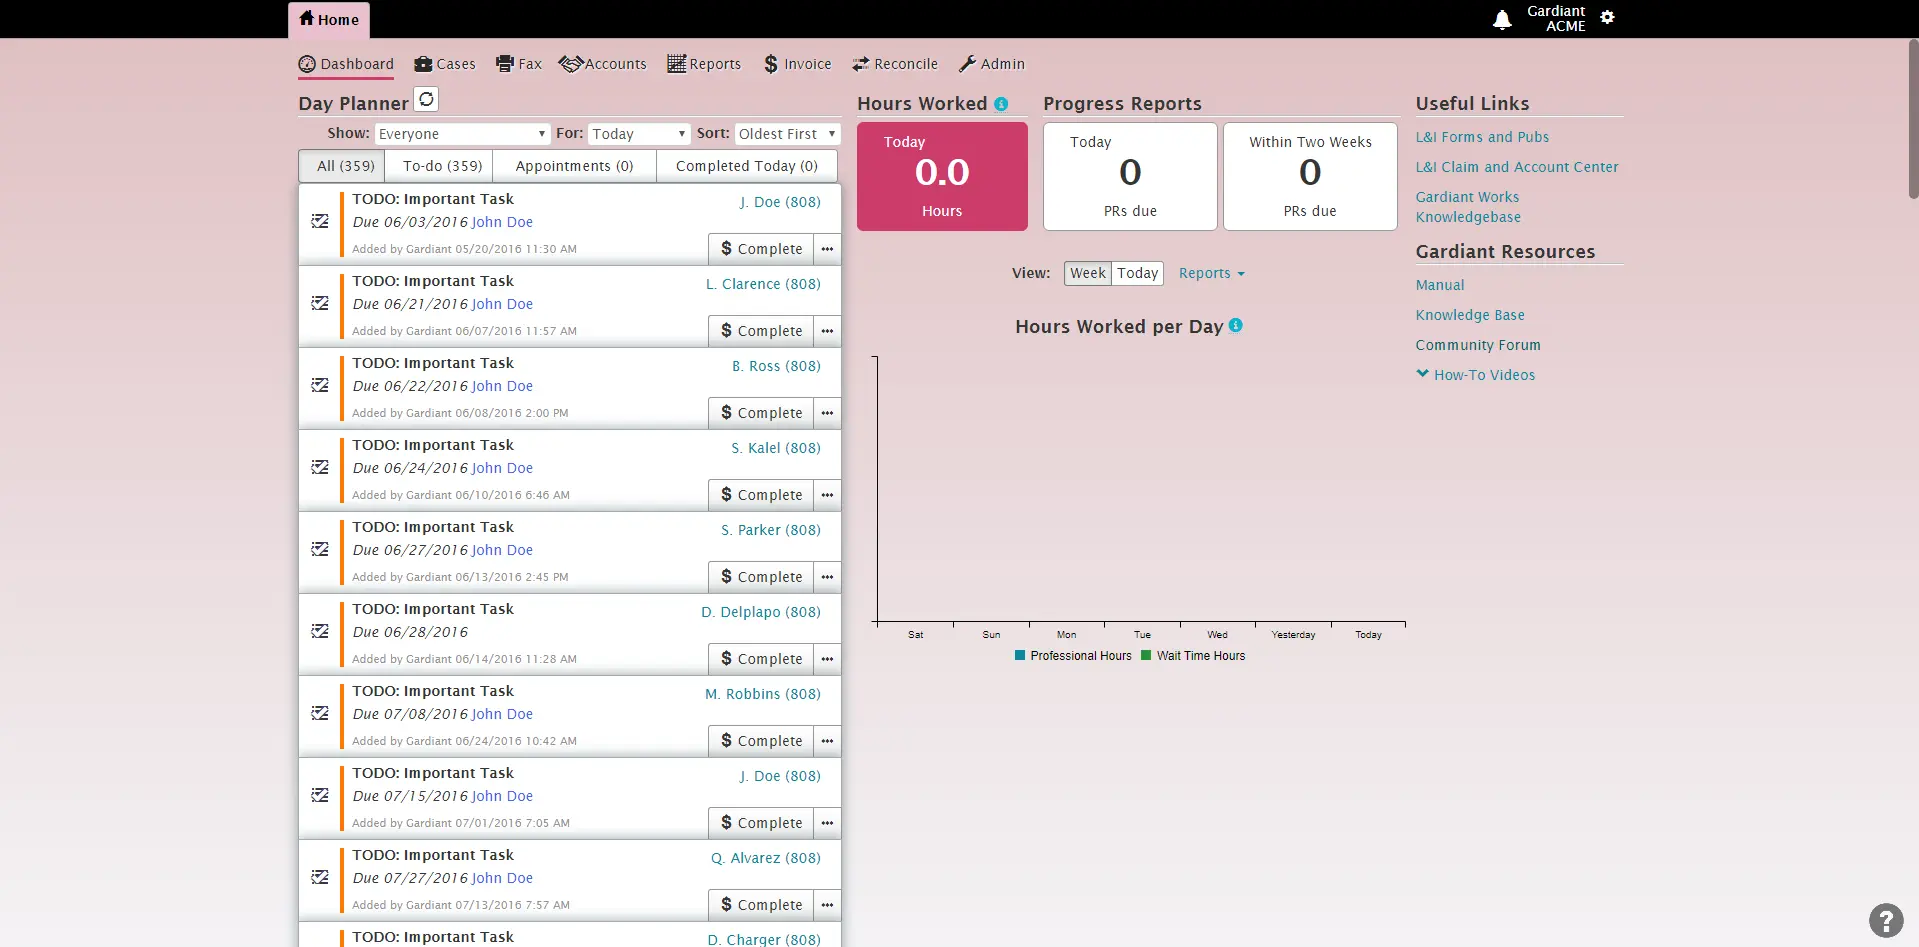 Home
Gardiant
ACME
Dashboard Cases Fax Accounts Reports $ Invoice Reconcile Admin
Day Planner
Show: Everyone For: Today Sort: Oldest First
All (359) To-do (359) Appointments (0) Completed Today (0)
TODO: Important Task
J. Doe (808)
Due 06/03/2016 John Doe
Added by Gardiant 05/20/2016 11:30 AM
$ Complete ...
TODO: Important Task
L. Clarence (808)
Due 06/21/2016 John Doe
Added by Gardiant 06/07/2016 11:57 AM
$ Complete ...
TODO: Important Task
B. Ross (808)
Due 06/22/2016 John Doe
Added by Gardiant 06/08/2016 2:00 PM
$ Complete ...
TODO: Important Task
S. Kalel (808)
Due 06/24/2016 John Doe
Added by Gardiant 06/10/2016 6:46 AM
$ Complete ...
TODO: Important Task
S. Parker (808)
Due 06/27/2016 John Doe
Added by Gardiant 06/13/2016 2:45 PM
$ Complete ...
TODO: Important Task
D. Delplapo (808)
Due 06/28/2016
Added by Gardiant 06/14/2016 11:28 AM
$ Complete ...
TODO: Important Task
M. Robbins (808)
Due 07/08/2016 John Doe
Added by Gardiant 06/24/2016 10:42 AM
$ Complete ...
TODO: Important Task
J. Doe (808)
Due 07/15/2016 John Doe
Added by Gardiant 07/01/2016 7:05 AM
$ Complete ...
TODO: Important Task
Q. Alvarez (808)
Due 07/27/2016 John Doe
Added by Gardiant 07/13/2016 7:57 AM
$ Complete ...
TODO: Important Task
D. Charger (808)
Hours Worked i
Today
0.0
Hours
Progress Reports
Today
0
PRs due
Within Two Weeks
0
PRs due
View: Week Today Reports
Hours Worked per Day i
Sat Sun Mon Tue Wed Yesterday Today
Professional Hours Wait Time Hours
Useful Links
L&I Forms and Pubs
L&I Claim and Account Center
Gardiant Works
Knowledgebase
Gardiant Resources
Manual
Knowledge Base
Community Forum
How-To Videos
?